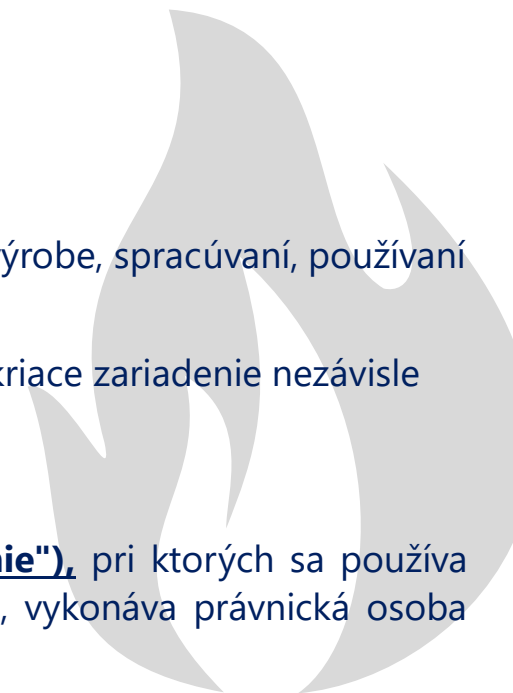 ýrobe, spracúvaní, používaní
kriace zariadenie nezávisle
nie"), pri ktorých sa používa
, vykonáva právnická osoba